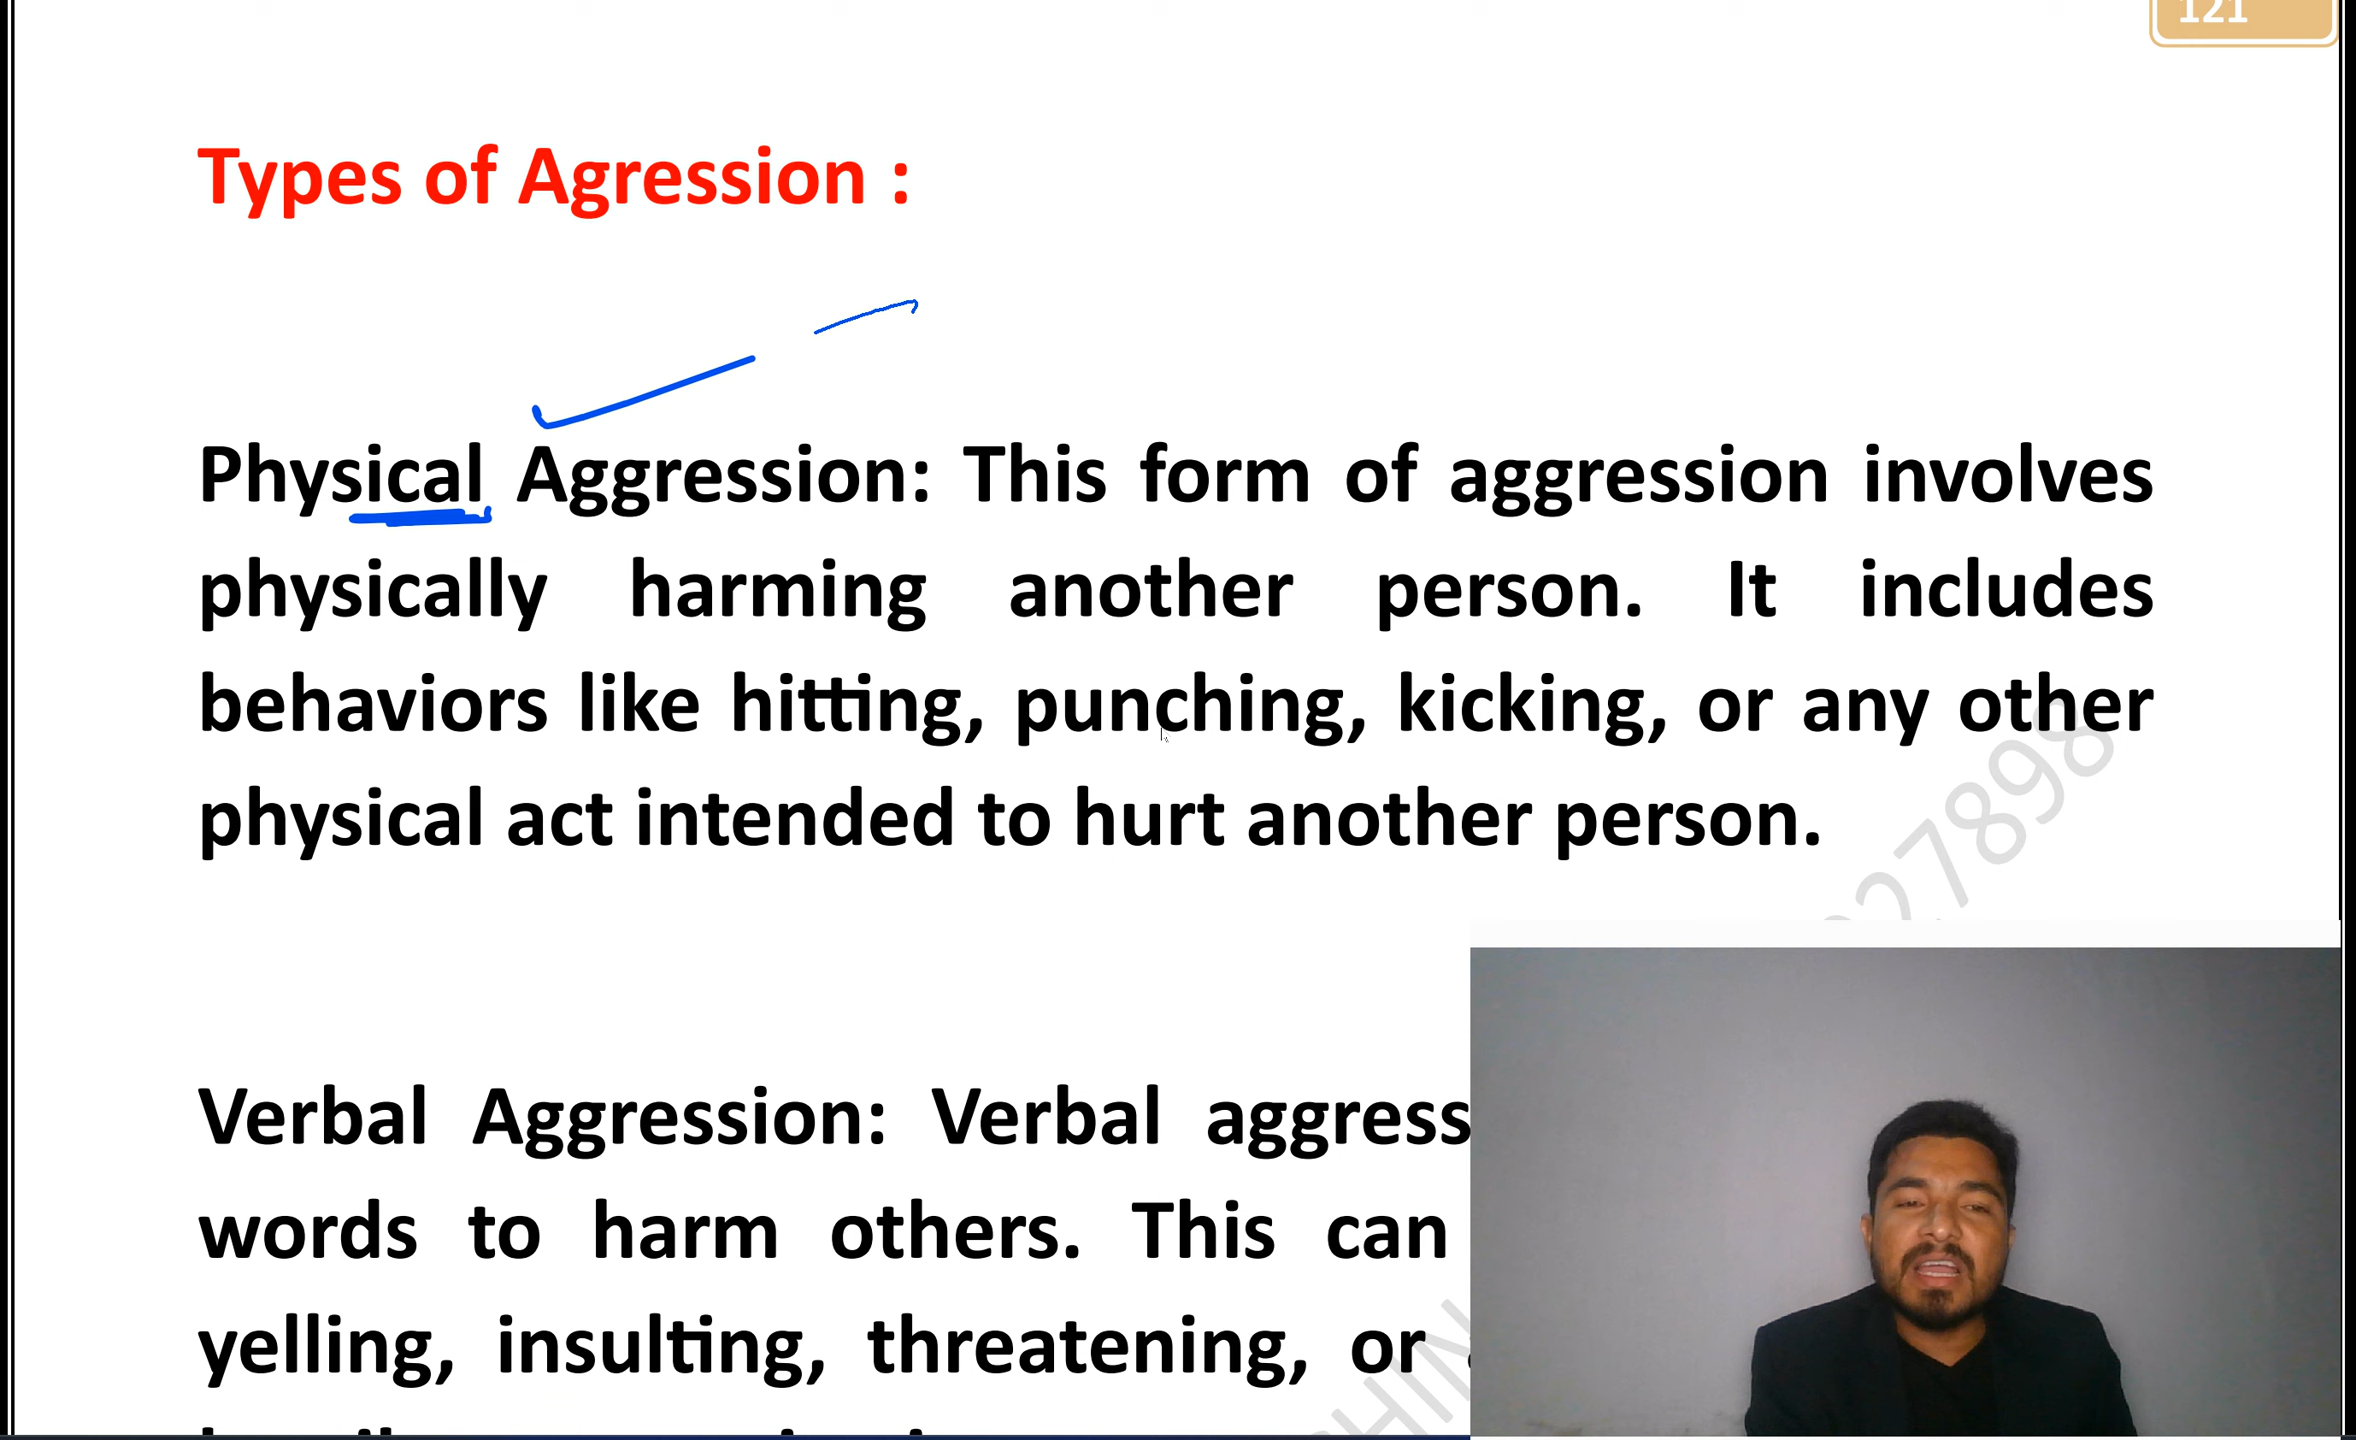 121
Types of Agression :
Physical Aggression: This form of aggression involves
physically harming another person. It includes
behaviors like hitting, punching, kicking, or any other
physical act intended to hurt another person.
27898
Verbal Aggression: Verbal aggress
words to harm others. This can
yelling, insulting, threatening, or
HIN